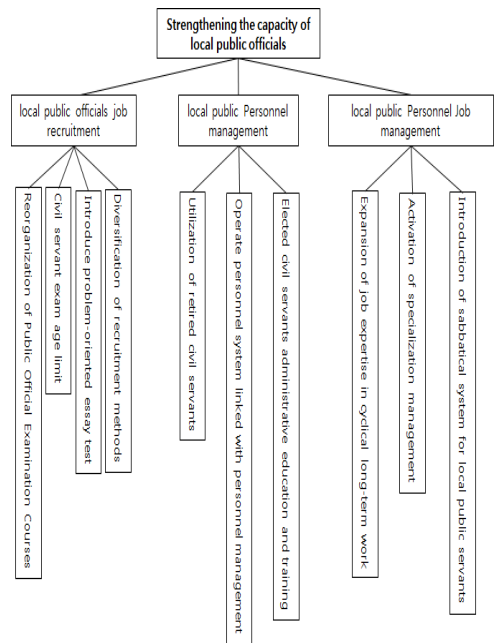 Strengthening the capacity of
local public officials
local public officials job
recruitment
local public Personnel
management
local public Personnel Job
management
Reorganization of Public Official Examination Courses
Civil servant exam age limit
Introduce problem-oriented essay test
Diversification of recruitment methods
Utilization of retired civil servants
Operate personnel system linked with personnel management
Elected civil servants administrative education and training
Expansion of job expertise in cyclical long-term work
Activation of specialization management
Introduction of sabbatical system for local public servants